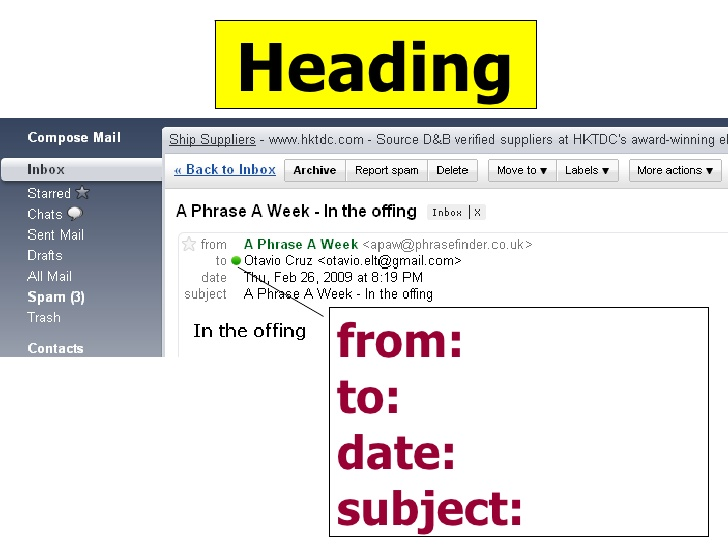 Heading
Compose Mail
Inbox
Starred
Chats
Sent Mail
Drafts
All Mail
Spam (3)
Trash
Contacts
Ship Suppliers - www.hktdc.com - Source D&B verified suppliers at HKTDC's award-winning el
« Back to Inbox Archive Report spam Delete Move to ▼ Labels ▼ More actions ▼
A Phrase A Week - In the offing Inbox | X
from A Phrase A Week <apaw@phrasefinder.co.uk>
to Otavio Cruz <otavio.elt@gmail.com>
date Thu, Feb 26, 2009 at 8:19 PM
subject A Phrase A Week - In the offing
In the offing
from:
to:
date:
subject: